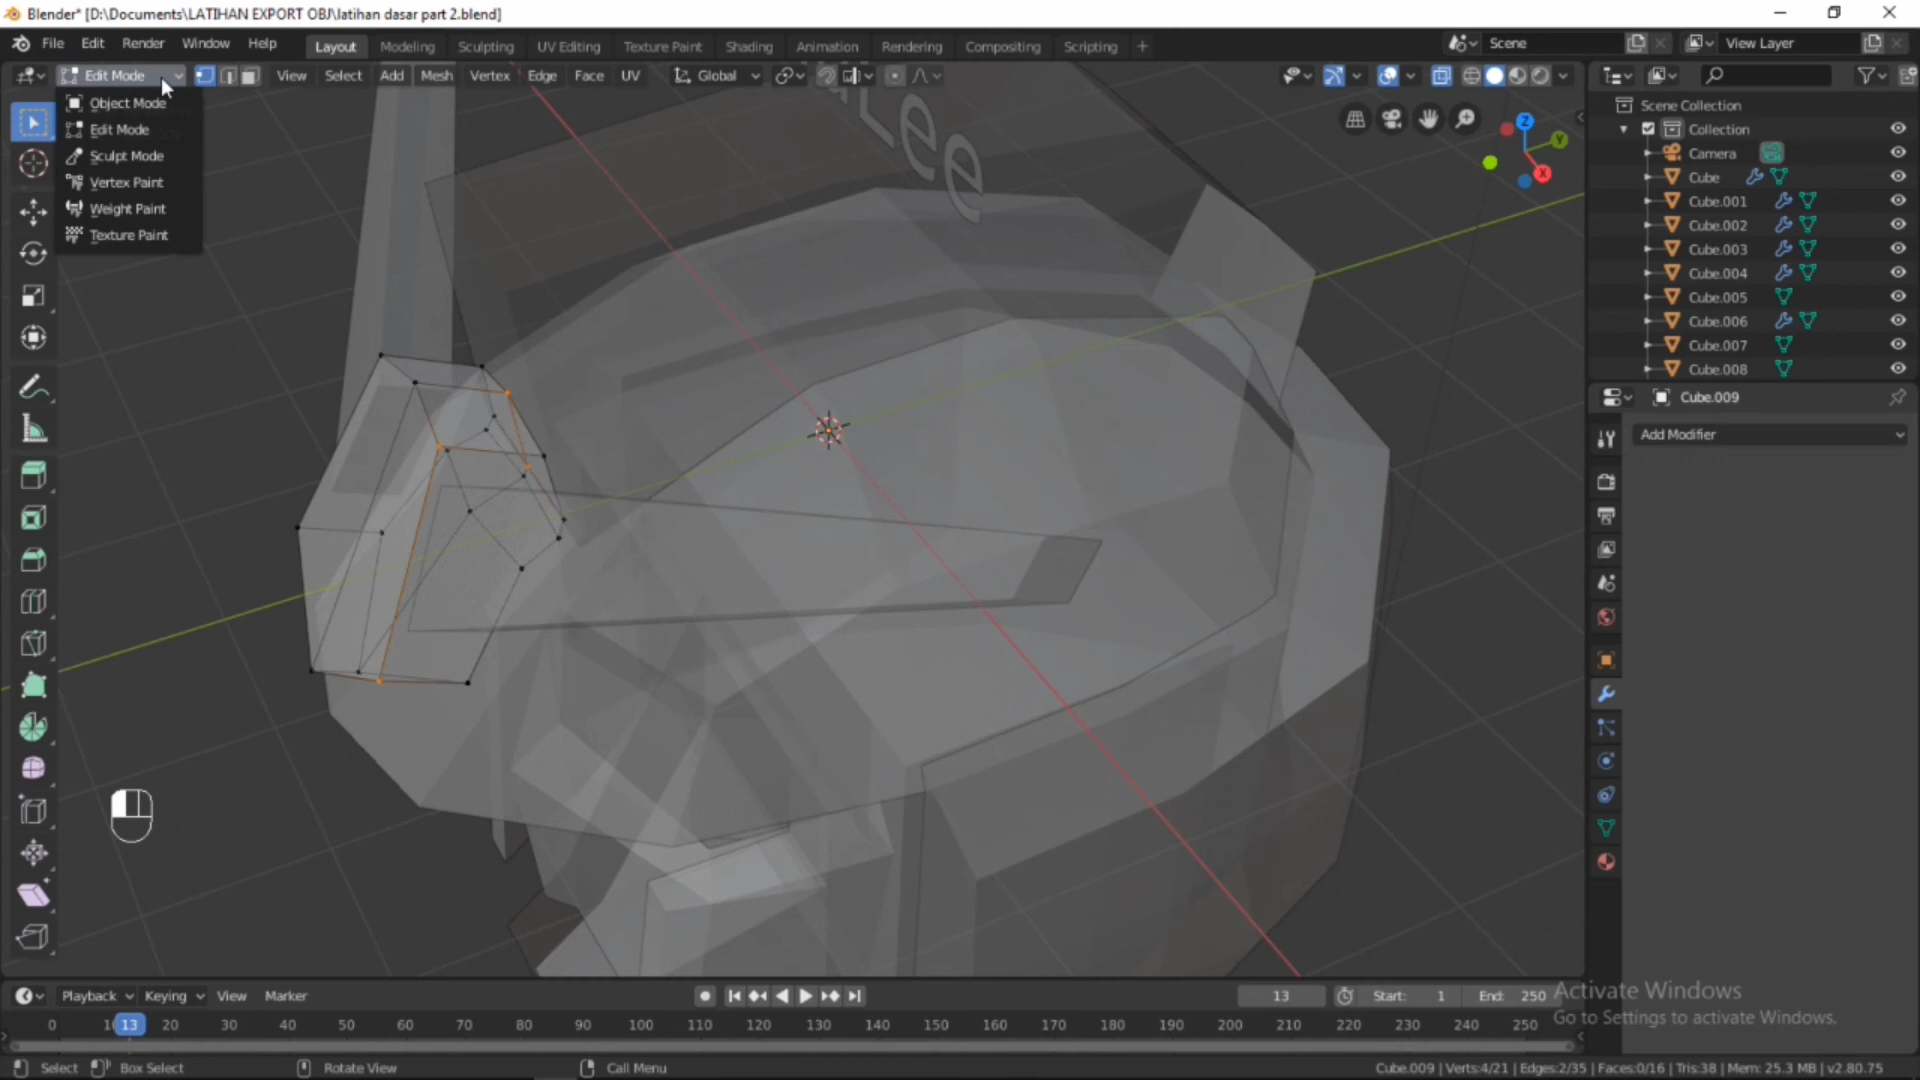 Blender* [D:\Documents\LATIHAN EXPORT OBJ\latihan dasar part 2.blend]
File Edit Render Window Help
Layout Modeling Sculpting UV Editing Texture Paint Shading Animation Rendering Compositing Scripting +
Scene
View Layer
Edit Mode
View Select Add Mesh Vertex Edge Face UV
Global
Object Mode
Edit Mode
Sculpt Mode
Vertex Paint
Weight Paint
Texture Paint
Lee
Z
Y
X
Scene Collection
Collection
Camera
Cube
Cube.001
Cube.002
Cube.003
Cube.004
Cube.005
Cube.006
Cube.007
Cube.008
Cube.009
Add Modifier
Activate Windows
Go to Settings to activate Windows.
Playback Keying View Marker
13
Start: 1
End: 250
0 13 20 30 40 50 60 70 80 90 100 110 120 130 140 150 160 170 180 190 200 210 220 230 240 250
Select Box Select Rotate View Call Menu
Cube.009 | Verts:4/21 | Edges:2/35 | Faces:0/16 | Tris:38 | Mem: 25.3 MB | v2.80.75